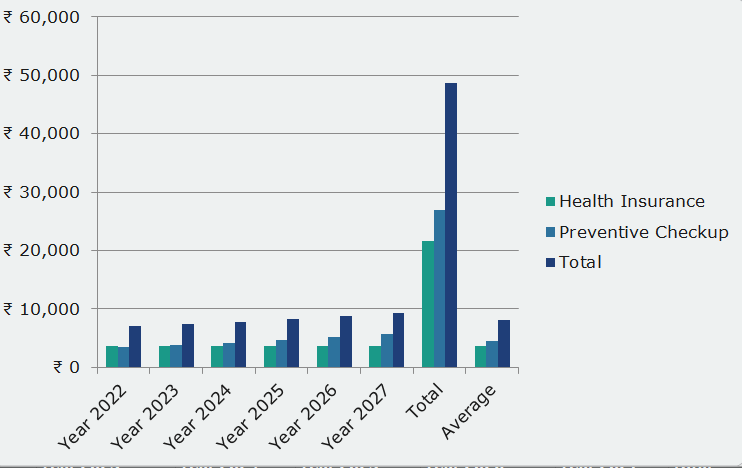 ₹ 60,000
₹ 50,000
₹ 40,000
₹ 30,000
₹ 20,000
₹ 10,000
₹ 0
Year 2022
Year 2023
Year 2024
Year 2025
Year 2026
Year 2027
Total
Average
Health Insurance
Preventive Checkup
Total